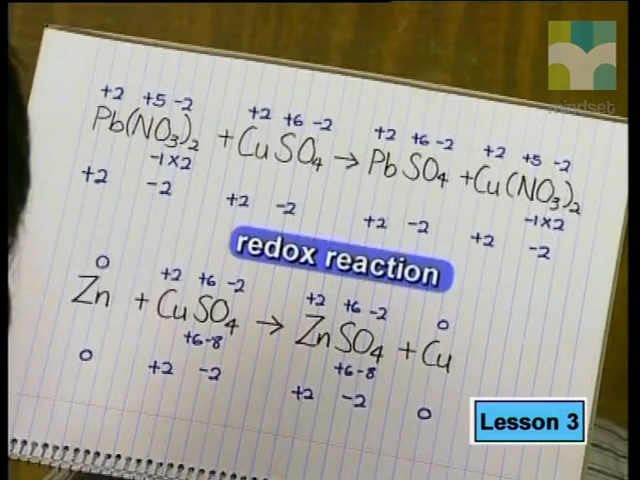 mindset
+2 +5 -2 +2 +6 -2 +2 +6 -2 +2 +5 -2
Pb(NO₃)₂ + CuSO₄ → PbSO₄ + Cu(NO₃)₂
-1×2 -1×2
+2 -2 +2 -2 +2 -2 +2 -2
redox reaction
0 +2 +6 -2 +2 +6 -2 0
Zn + CuSO₄ → ZnSO₄ + Cu
+6-8 +6-8
0 +2 -2 +2 -2 0
Lesson 3